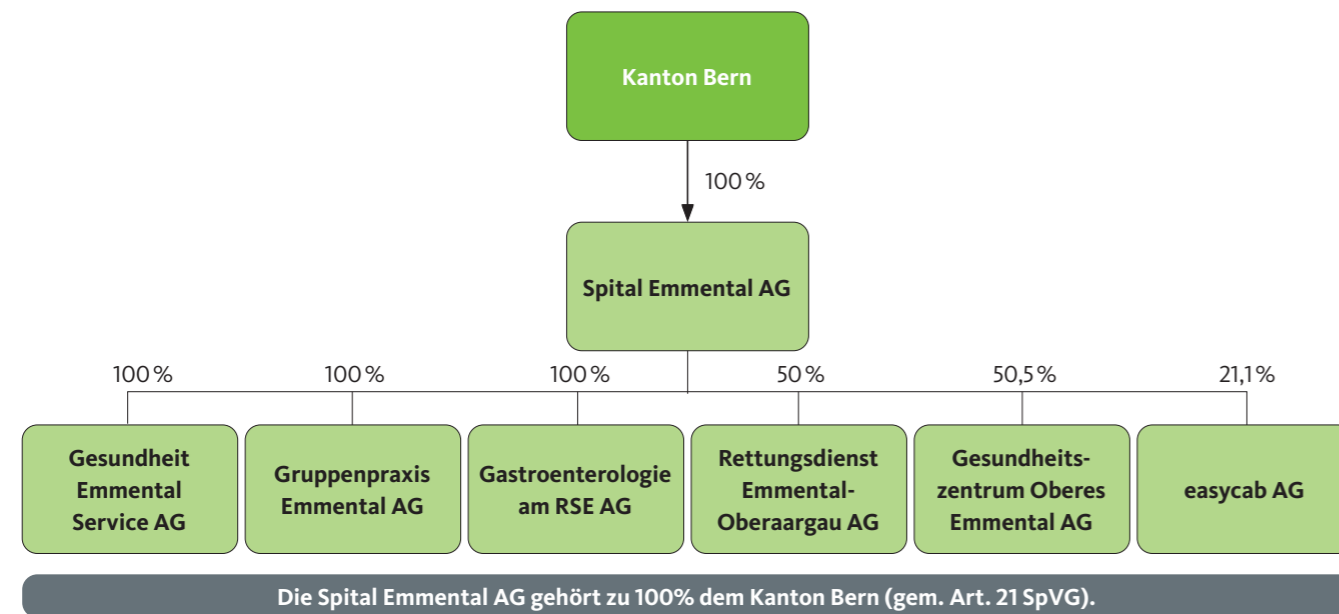 Kanton Bern
100 %
Spital Emmental AG
100 % 100 % 100 % 50 % 50,5 % 21,1 %
Gesundheit
Emmental
Service AG
Gruppenpraxis
Emmental AG
Gastroenterologie
am RSE AG
Rettungsdienst
Emmental-
Oberaargau AG
Gesundheits-
zentrum Oberes
Emmental AG
easycab AG
Die Spital Emmental AG gehört zu 100% dem Kanton Bern (gem. Art. 21 SpVG).